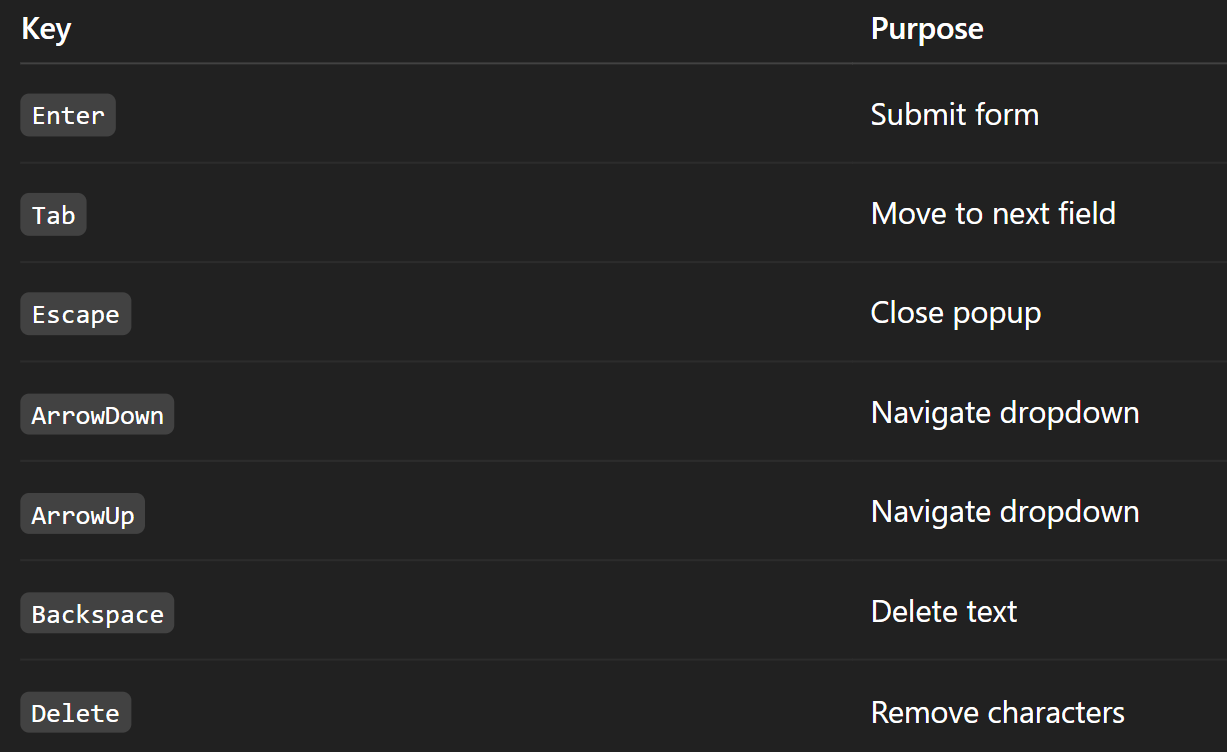 Key Purpose
Enter Submit form
Tab Move to next field
Escape Close popup
ArrowDown Navigate dropdown
ArrowUp Navigate dropdown
Backspace Delete text
Delete Remove characters